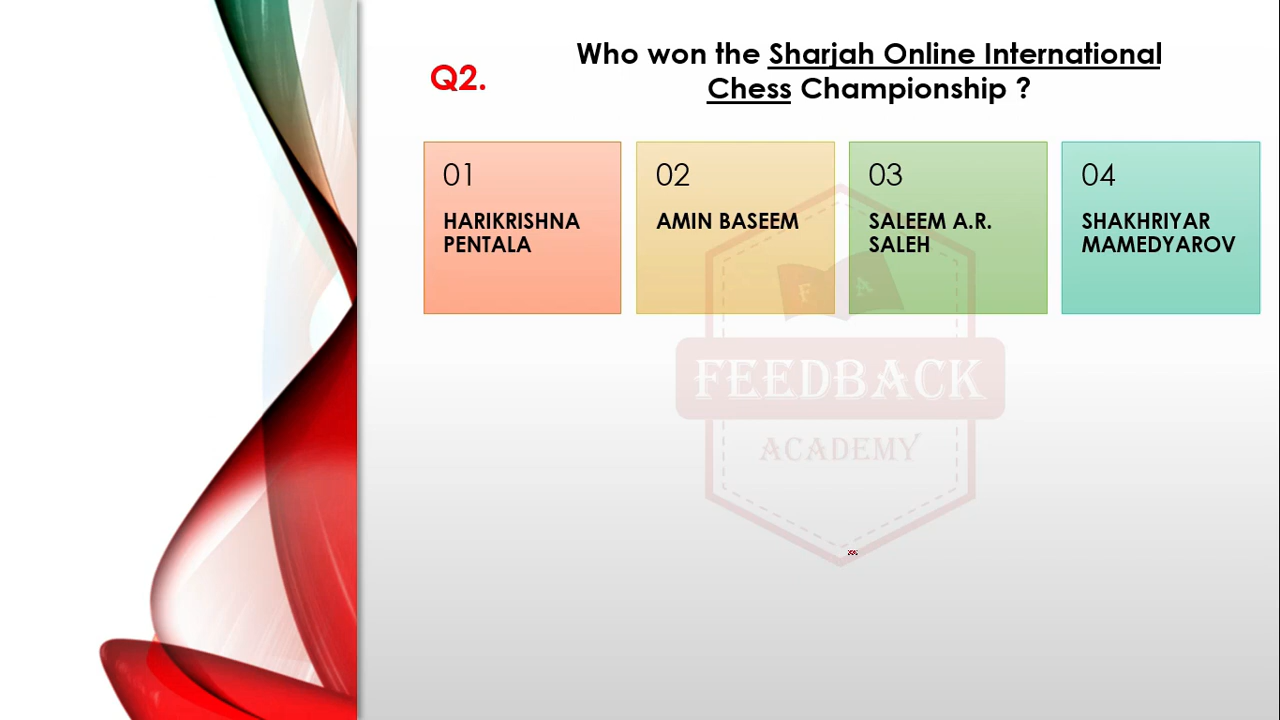 Q2.
Who won the Sharjah Online International
Chess Championship ?
01
HARIKRISHNA
PENTALA
02
AMIN BASEEM
03
SALEEM A.R.
SALEH
04
SHAKHRIYAR
MAMEDYAROV
F A
FEEDBACK
ACADEMY